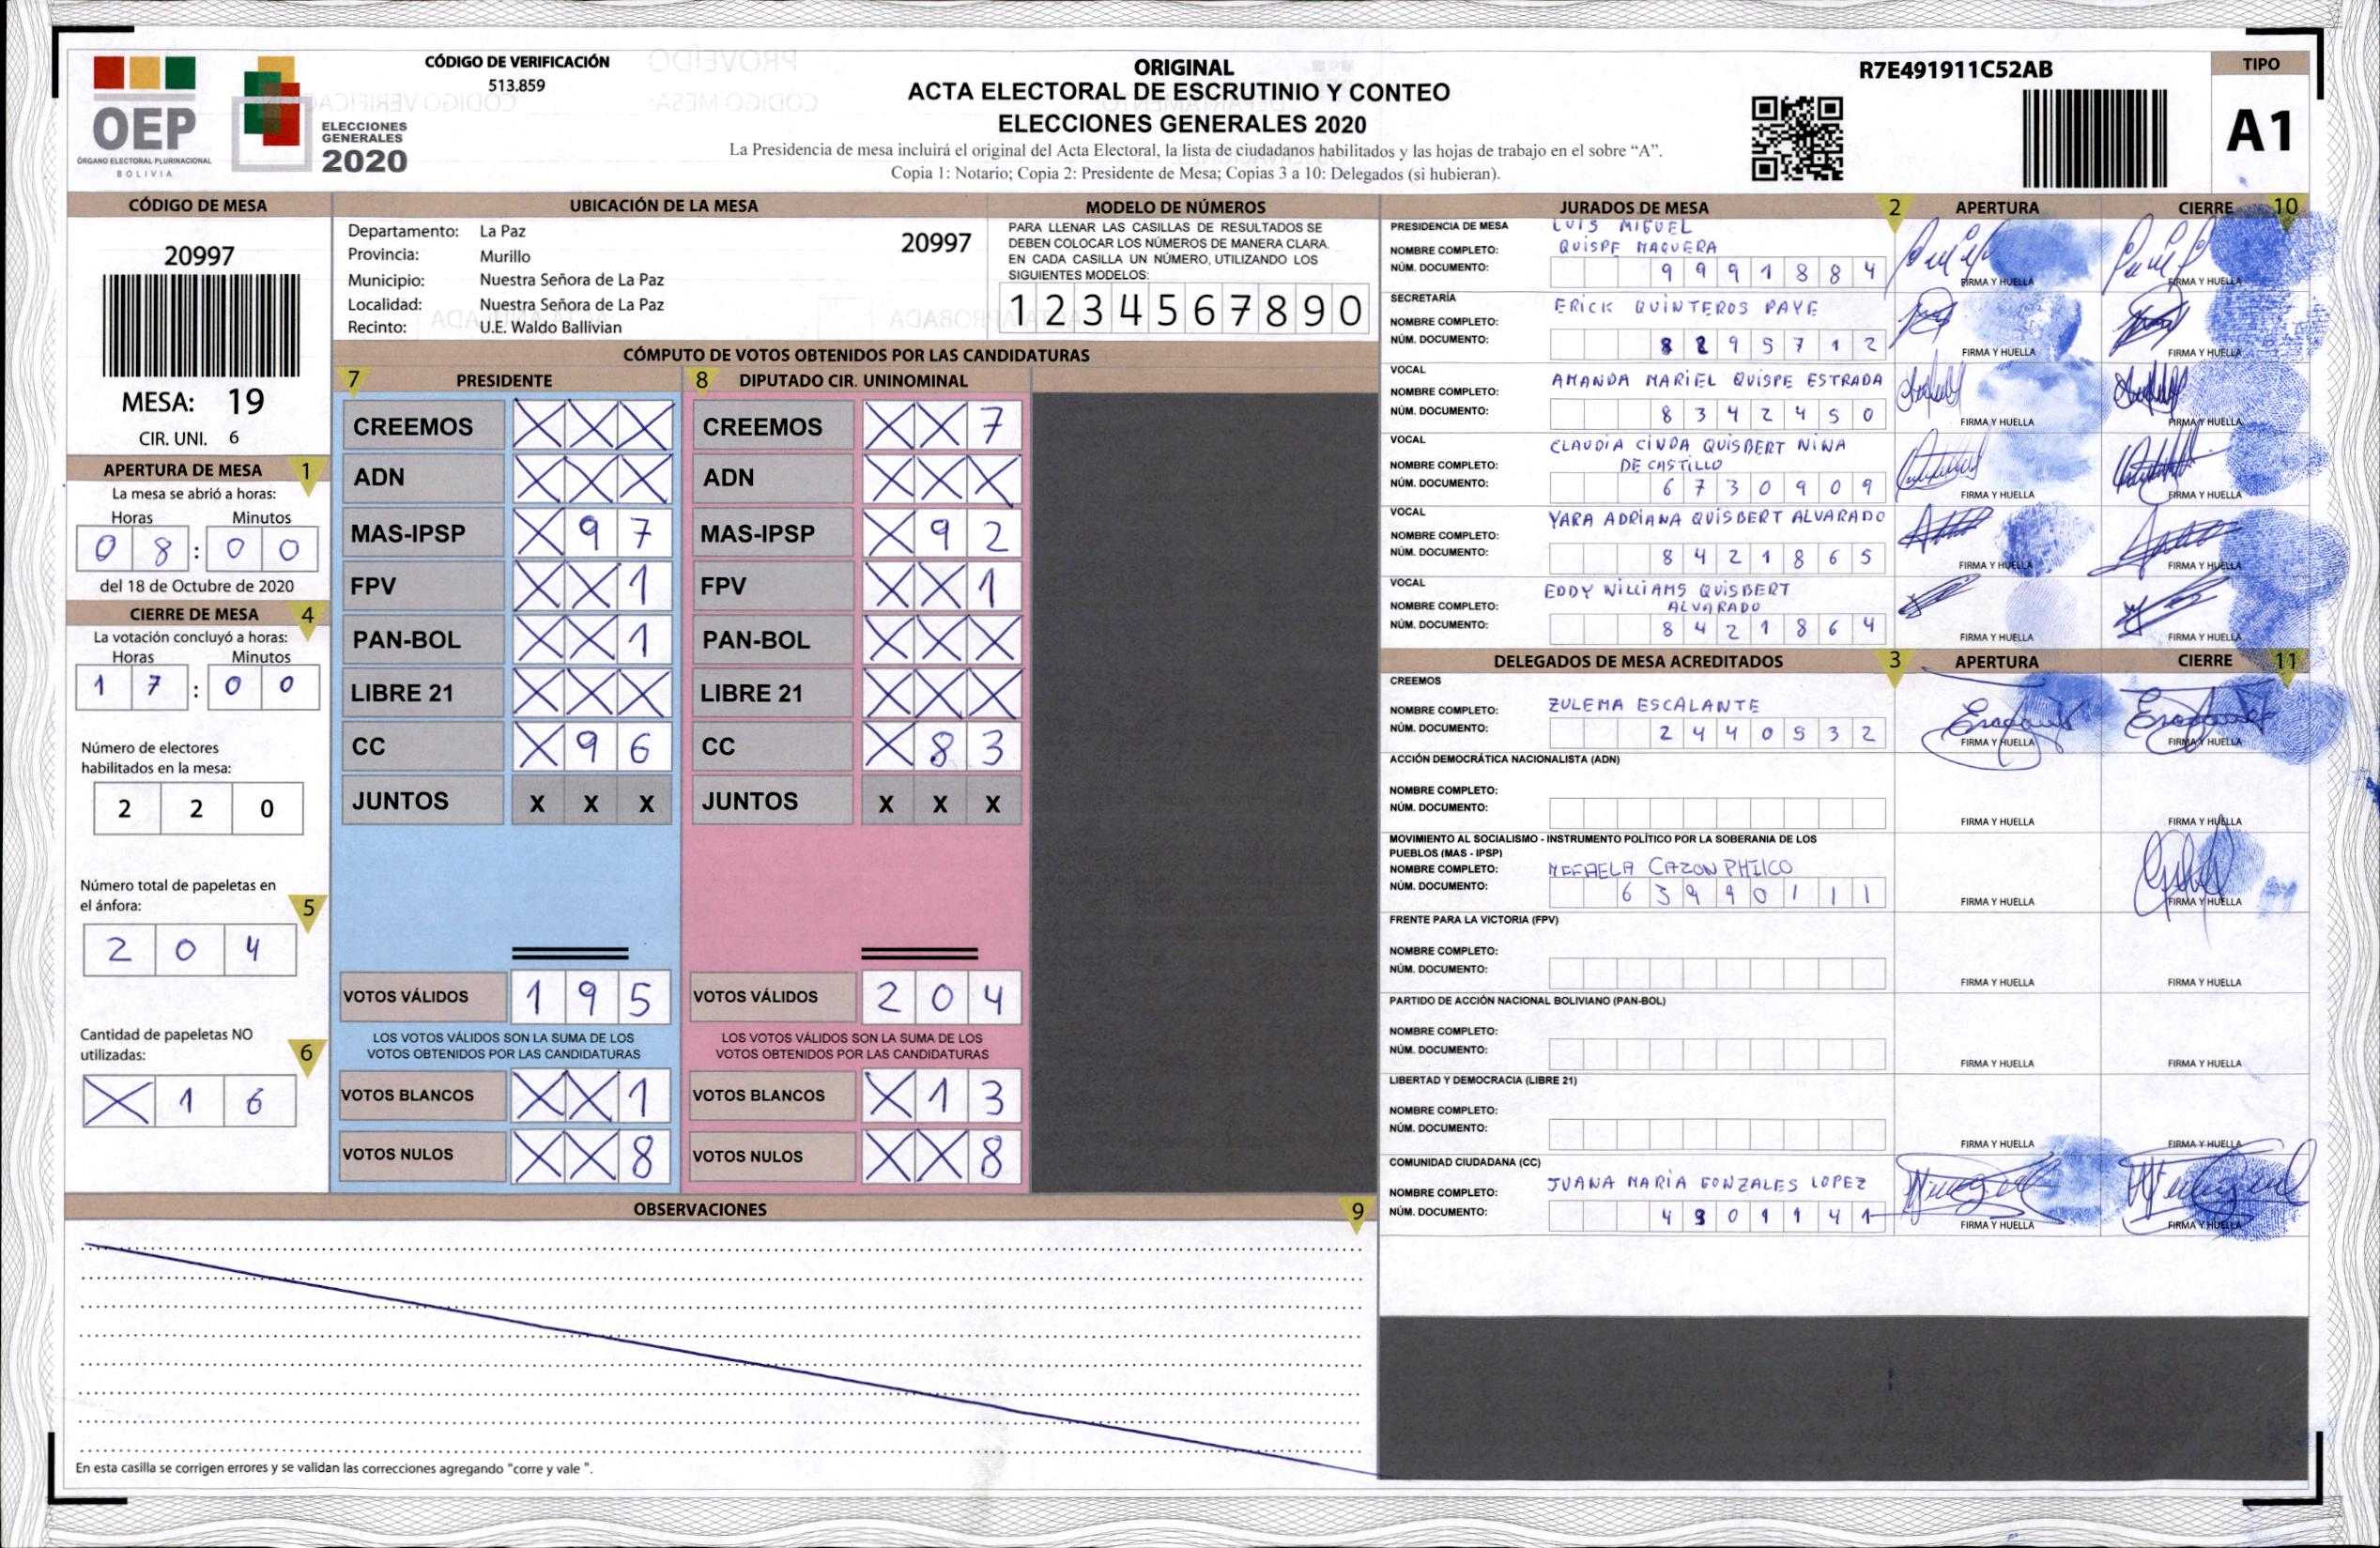 CÓDIGO DE VERIFICACIÓN
513.859
ORIGINAL
ACTA ELECTORAL DE ESCRUTINIO Y CONTEO
ELECCIONES GENERALES 2020
La Presidencia de mesa incluirá el original del Acta Electoral, la lista de ciudadanos habilitados y las hojas de trabajo en el sobre “A”.
Copia 1: Notario; Copia 2: Presidente de Mesa; Copias 3 a 10: Delegados (si hubieran).
R7E491911C52AB
TIPO
A1
OEP
ÓRGANO ELECTORAL PLURINACIONAL
BOLIVIA
ELECCIONES
GENERALES
2020
CÓDIGO DE MESA
20997
MESA: 19
CIR. UNI. 6
APERTURA DE MESA 1
La mesa se abrió a horas:
Horas Minutos
0 8 : 0 0
del 18 de Octubre de 2020
CIERRE DE MESA 4
La votación concluyó a horas:
Horas Minutos
1 7 : 0 0
Número de electores
habilitados en la mesa:
2 2 0
Número total de papeletas en
el ánfora: 5
2 0 4
Cantidad de papeletas NO
utilizadas: 6
X 1 6
UBICACIÓN DE LA MESA
Departamento: La Paz
20997
Provincia: Murillo
Municipio: Nuestra Señora de La Paz
Localidad: Nuestra Señora de La Paz
Recinto: U.E. Waldo Ballivian
MODELO DE NÚMEROS
PARA LLENAR LAS CASILLAS DE RESULTADOS SE
DEBEN COLOCAR LOS NÚMEROS DE MANERA CLARA.
EN CADA CASILLA UN NÚMERO, UTILIZANDO LOS
SIGUIENTES MODELOS:
1 2 3 4 5 6 7 8 9 0
CÓMPUTO DE VOTOS OBTENIDOS POR LAS CANDIDATURAS
7 PRESIDENTE
CREEMOS X X X
ADN X X X
MAS-IPSP X 9 7
FPV X X 1
PAN-BOL X X 1
LIBRE 21 X X X
CC X 9 6
JUNTOS X X X
VOTOS VÁLIDOS 1 9 5
LOS VOTOS VÁLIDOS SON LA SUMA DE LOS
VOTOS OBTENIDOS POR LAS CANDIDATURAS
VOTOS BLANCOS X X 1
VOTOS NULOS X X 8
8 DIPUTADO CIR. UNINOMINAL
CREEMOS X X 7
ADN X X X
MAS-IPSP X 9 2
FPV X X 1
PAN-BOL X X X
LIBRE 21 X X X
CC X 8 3
JUNTOS X X X
VOTOS VÁLIDOS 2 0 4
LOS VOTOS VÁLIDOS SON LA SUMA DE LOS
VOTOS OBTENIDOS POR LAS CANDIDATURAS
VOTOS BLANCOS X 1 3
VOTOS NULOS X X 8
OBSERVACIONES 9
En esta casilla se corrigen errores y se validan las correcciones agregando "corre y vale ".
JURADOS DE MESA 2 APERTURA CIERRE 10
PRESIDENCIA DE MESA LUIS MIGUEL
NOMBRE COMPLETO: QUISPE MAQUERA
NÚM. DOCUMENTO: 9 9 9 1 8 8 4
FIRMA Y HUELLA FIRMA Y HUELLA
SECRETARÍA
NOMBRE COMPLETO: ERICK QUINTEROS PAYE
NÚM. DOCUMENTO: 8 2 9 5 7 1 2
FIRMA Y HUELLA FIRMA Y HUELLA
VOCAL
NOMBRE COMPLETO: AMANDA MARIEL QUISPE ESTRADA
NÚM. DOCUMENTO: 8 3 4 2 4 5 0
FIRMA Y HUELLA FIRMA Y HUELLA
VOCAL CLAUDIA CINDA QUISBERT NINA
NOMBRE COMPLETO: DE CASTILLO
NÚM. DOCUMENTO: 6 7 3 0 9 0 9
FIRMA Y HUELLA FIRMA Y HUELLA
VOCAL YARA ADRIANA QUISBERT ALVARADO
NOMBRE COMPLETO:
NÚM. DOCUMENTO: 8 4 2 1 8 6 5
FIRMA Y HUELLA FIRMA Y HUELLA
VOCAL EDDY WILLIAMS QUISBERT
NOMBRE COMPLETO: ALVARADO
NÚM. DOCUMENTO: 8 4 2 1 8 6 4
FIRMA Y HUELLA FIRMA Y HUELLA
DELEGADOS DE MESA ACREDITADOS 3 APERTURA CIERRE 11
CREEMOS
NOMBRE COMPLETO: ZULEMA ESCALANTE
NÚM. DOCUMENTO: 2 4 4 0 5 3 2
FIRMA Y HUELLA FIRMA Y HUELLA
ACCIÓN DEMOCRÁTICA NACIONALISTA (ADN)
NOMBRE COMPLETO:
NÚM. DOCUMENTO:
FIRMA Y HUELLA FIRMA Y HUELLA
MOVIMIENTO AL SOCIALISMO - INSTRUMENTO POLÍTICO POR LA SOBERANIA DE LOS
PUEBLOS (MAS - IPSP)
NOMBRE COMPLETO: CAZON PHILCO
NÚM. DOCUMENTO: 6 3 9 9 0 1 1 1
FIRMA Y HUELLA FIRMA Y HUELLA
FRENTE PARA LA VICTORIA (FPV)
NOMBRE COMPLETO:
NÚM. DOCUMENTO:
FIRMA Y HUELLA FIRMA Y HUELLA
PARTIDO DE ACCIÓN NACIONAL BOLIVIANO (PAN-BOL)
NOMBRE COMPLETO:
NÚM. DOCUMENTO:
FIRMA Y HUELLA FIRMA Y HUELLA
LIBERTAD Y DEMOCRACIA (LIBRE 21)
NOMBRE COMPLETO:
NÚM. DOCUMENTO:
FIRMA Y HUELLA FIRMA Y HUELLA
COMUNIDAD CIUDADANA (CC)
NOMBRE COMPLETO: JUANA MARÍA GONZALES LOPEZ
NÚM. DOCUMENTO: 4 9 0 1 1 4 1
FIRMA Y HUELLA FIRMA Y HUELLA